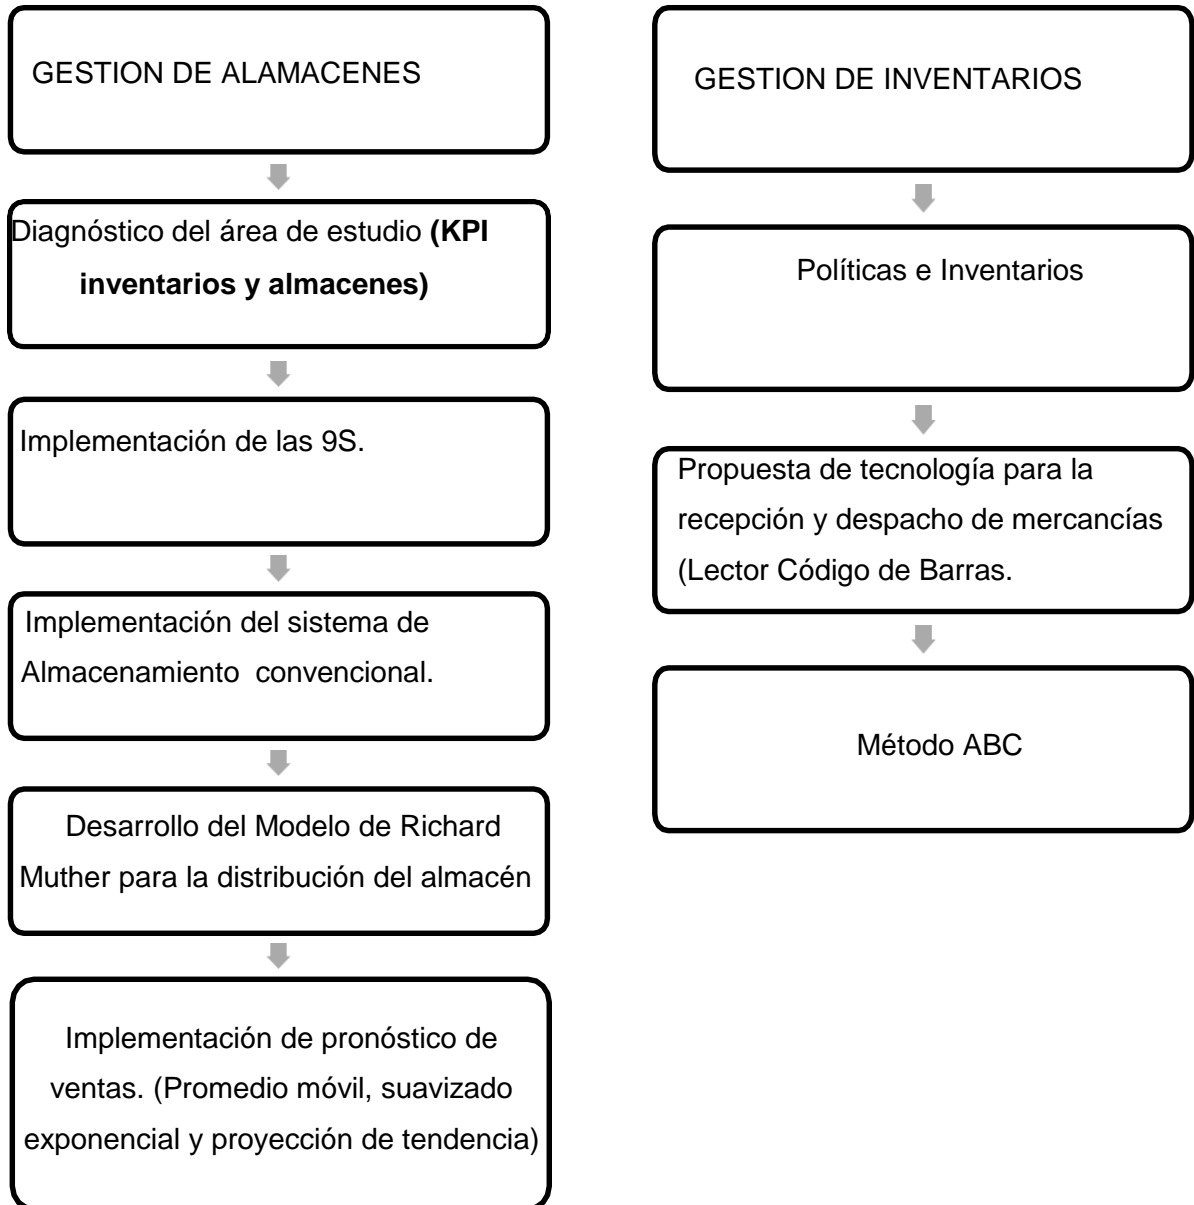 GESTION DE ALAMACENES
Diagnóstico del área de estudio (KPI
inventarios y almacenes)
Implementación de las 9S.
Implementación del sistema de
Almacenamiento convencional.
Desarrollo del Modelo de Richard
Muther para la distribución del almacén
Implementación de pronóstico de
ventas. (Promedio móvil, suavizado
exponencial y proyección de tendencia)
GESTION DE INVENTARIOS
Políticas e Inventarios
Propuesta de tecnología para la
recepción y despacho de mercancías
(Lector Código de Barras.
Método ABC